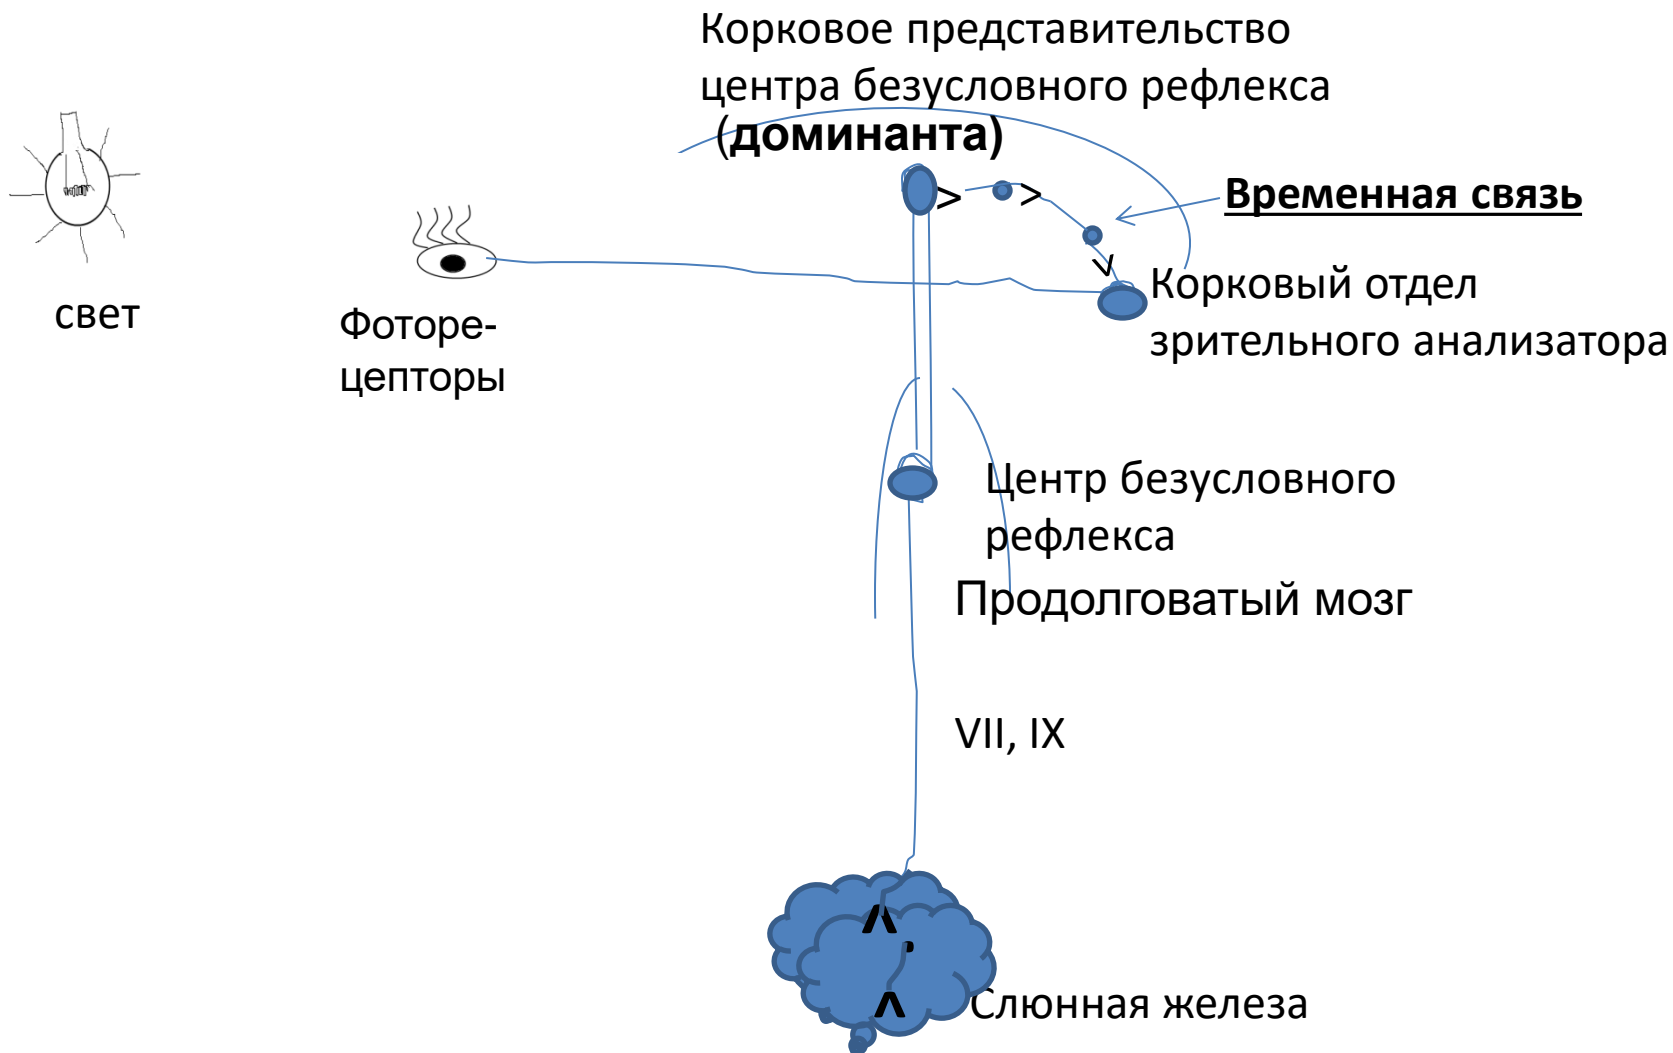 Корковое представительство
центра безусловного рефлекса
(доминанта)
Временная связь
свет
Фоторе-
цепторы
Корковый отдел
зрительного анализатора
Центр безусловного
рефлекса
Продолговатый мозг
VII, IX
Слюнная железа